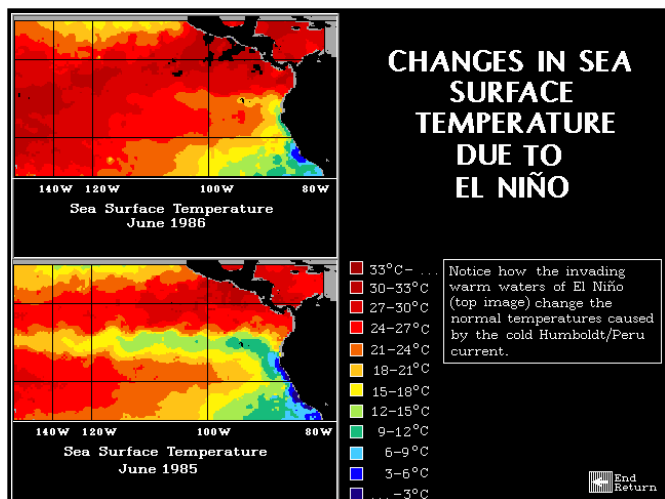 CHANGES IN SEA
SURFACE
TEMPERATURE
DUE TO
EL NIÑO
140W 120W 100W 80W
Sea Surface Temperature
June 1986
140W 120W 100W 80W
Sea Surface Temperature
June 1985
33°C- ...
30-33°C
27-30°C
24-27°C
21-24°C
18-21°C
15-18°C
12-15°C
9-12°C
6-9°C
3-6°C
...-3°C
Notice how the invading
warm waters of El Niño
(top image) change the
normal temperatures caused
by the cold Humboldt/Peru
current.
End
Return